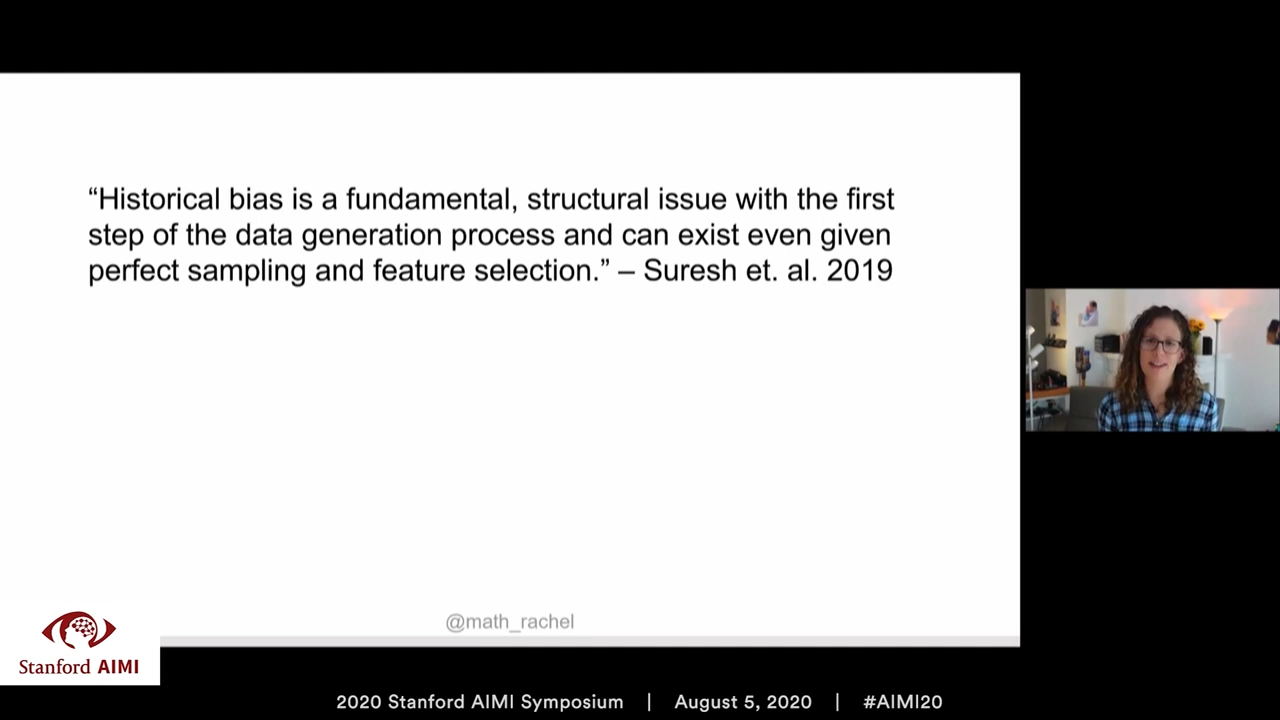 “Historical bias is a fundamental, structural issue with the first
step of the data generation process and can exist even given
perfect sampling and feature selection.” – Suresh et. al. 2019
@math_rachel
Stanford AIMI
2020 Stanford AIMI Symposium | August 5, 2020 | #AIMI20